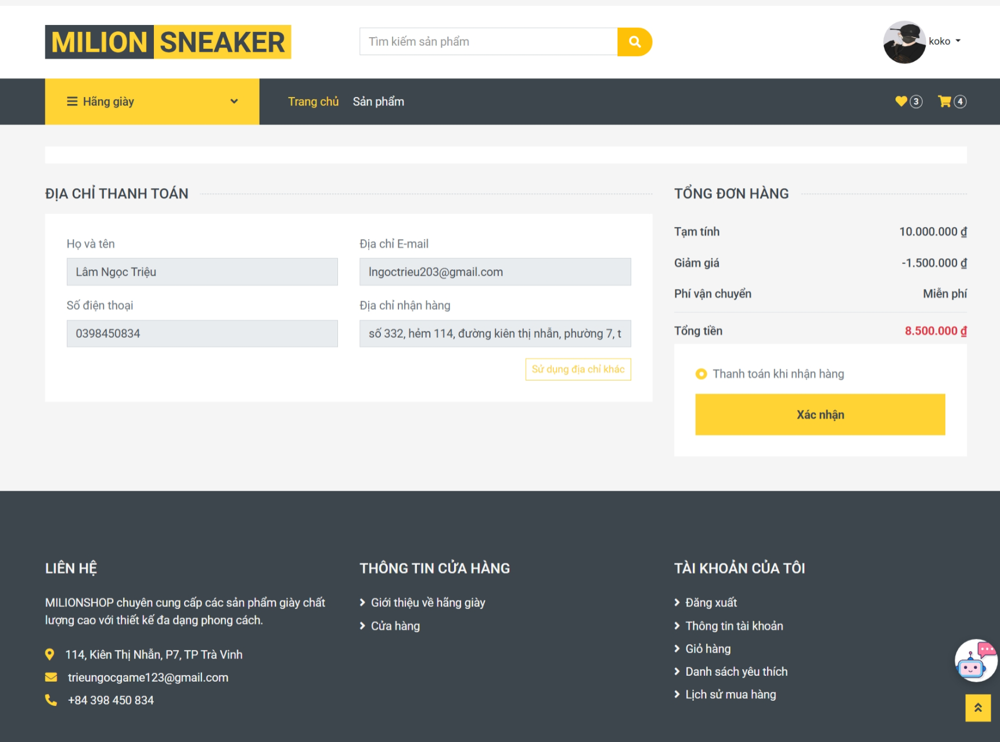 MILION SNEAKER
Tìm kiếm sản phẩm
koko
Hãng giày
Trang chủ
Sản phẩm
3
4
ĐỊA CHỈ THANH TOÁN
Họ và tên
Địa chỉ E-mail
Lâm Ngọc Triệu
lngoctrieu203@gmail.com
Số điện thoại
Địa chỉ nhận hàng
0398450834
số 332, hẻm 114, đường kiên thị nhẫn, phường 7, t
Sử dụng địa chỉ khác
TỔNG ĐƠN HÀNG
Tạm tính 10.000.000 ₫
Giảm giá -1.500.000 ₫
Phí vận chuyển Miễn phí
Tổng tiền 8.500.000 ₫
Thanh toán khi nhận hàng
Xác nhận
LIÊN HỆ
MILIONSHOP chuyên cung cấp các sản phẩm giày chất
lượng cao với thiết kế đa dạng phong cách.
114, Kiên Thị Nhẫn, P7, TP Trà Vinh
trieungocgame123@gmail.com
+84 398 450 834
THÔNG TIN CỬA HÀNG
Giới thiệu về hãng giày
Cửa hàng
TÀI KHOẢN CỦA TÔI
Đăng xuất
Thông tin tài khoản
Giỏ hàng
Danh sách yêu thích
Lịch sử mua hàng